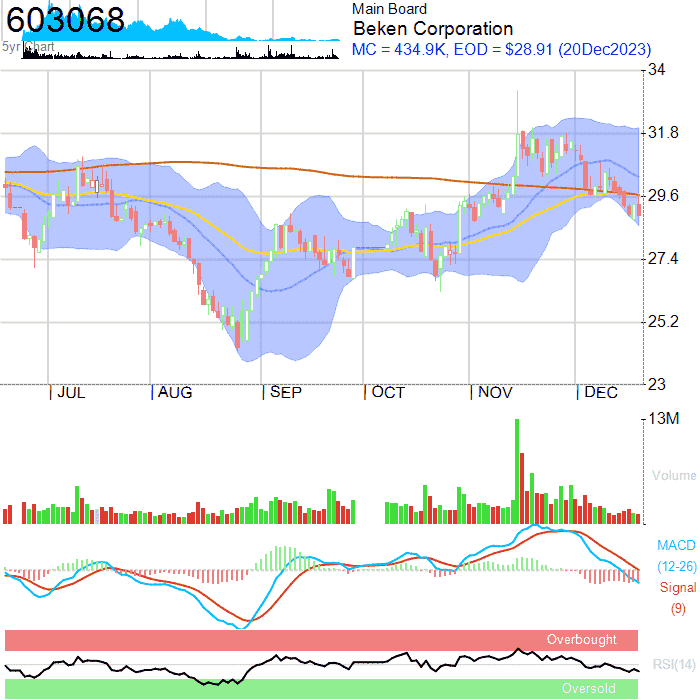 603068
5yr Chart
Main Board
Beken Corporation
MC = 434.9K, EOD = $28.91 (20Dec2023)
34
31.8
29.6
27.4
25.2
23
JUL
AUG
SEP
OCT
NOV
DEC
13M
Volume
MACD
(12-26)
Signal
(9)
Overbought
RSI(14)
Oversold